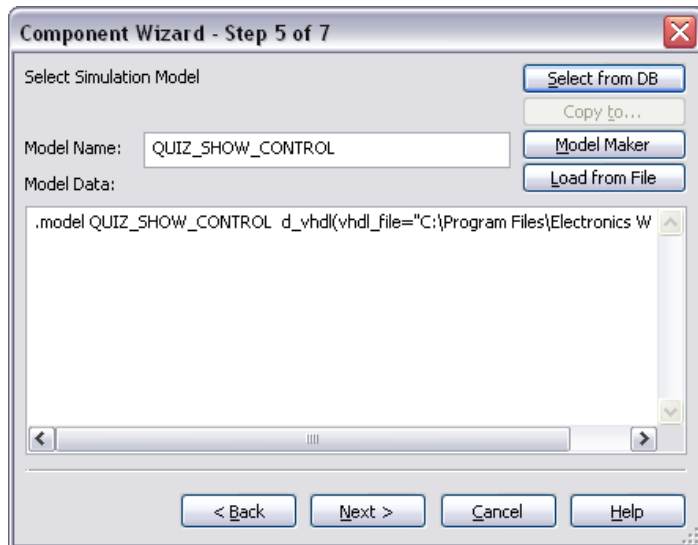 Component Wizard - Step 5 of 7
Select Simulation Model
Select from DB
Copy to...
Model Name:
QUIZ_SHOW_CONTROL
Model Maker
Model Data:
Load from File
.model QUIZ_SHOW_CONTROL d_vhdl(vhdl_file="C:\Program Files\Electronics W
< Back
Next >
Cancel
Help